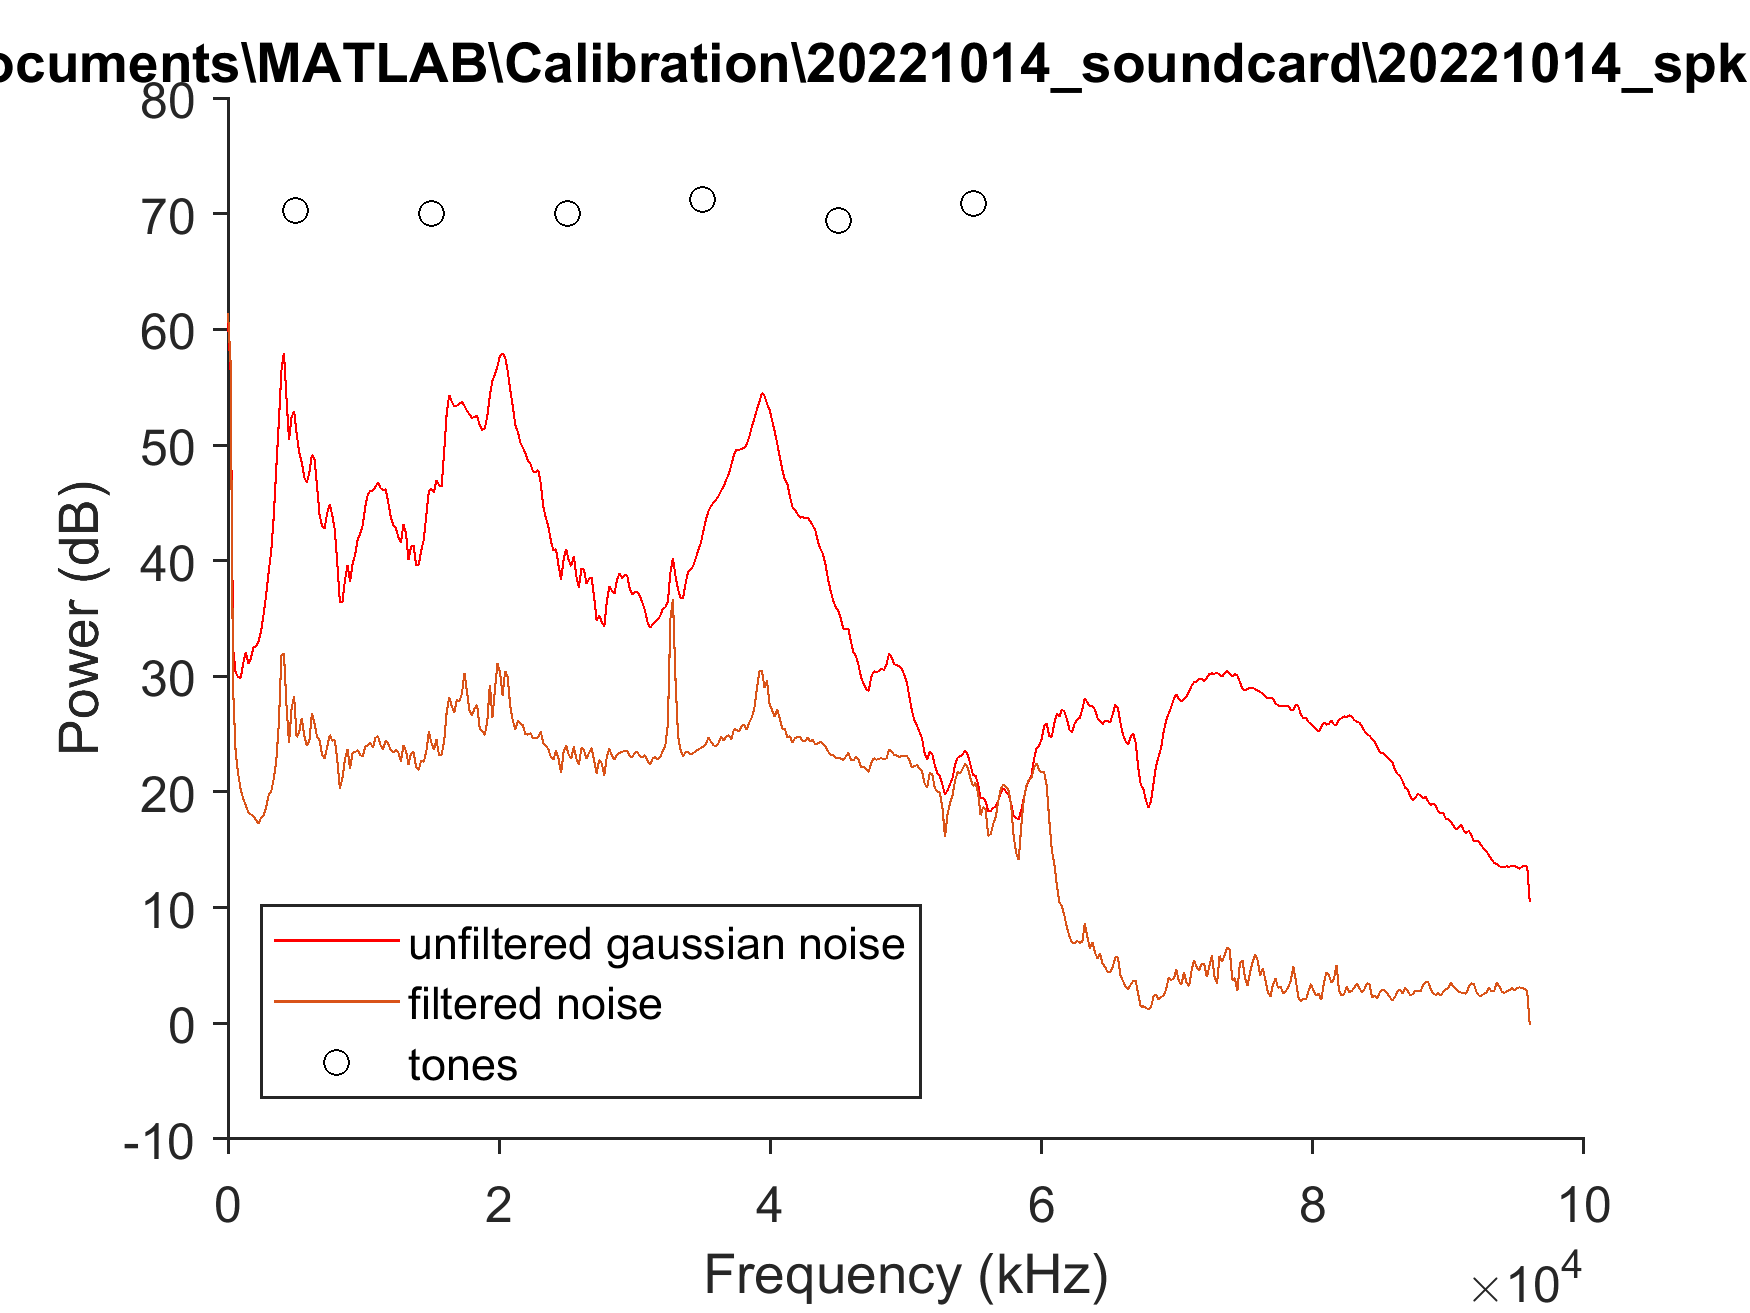 ocuments\MATLAB\Calibration\20221014_soundcard\20221014_spk
80
70
60
50
40
30
20
10
0
-10
Power (dB)
unfiltered gaussian noise
filtered noise
tones
0 2 4 6 8 10
Frequency (kHz)
×10⁴